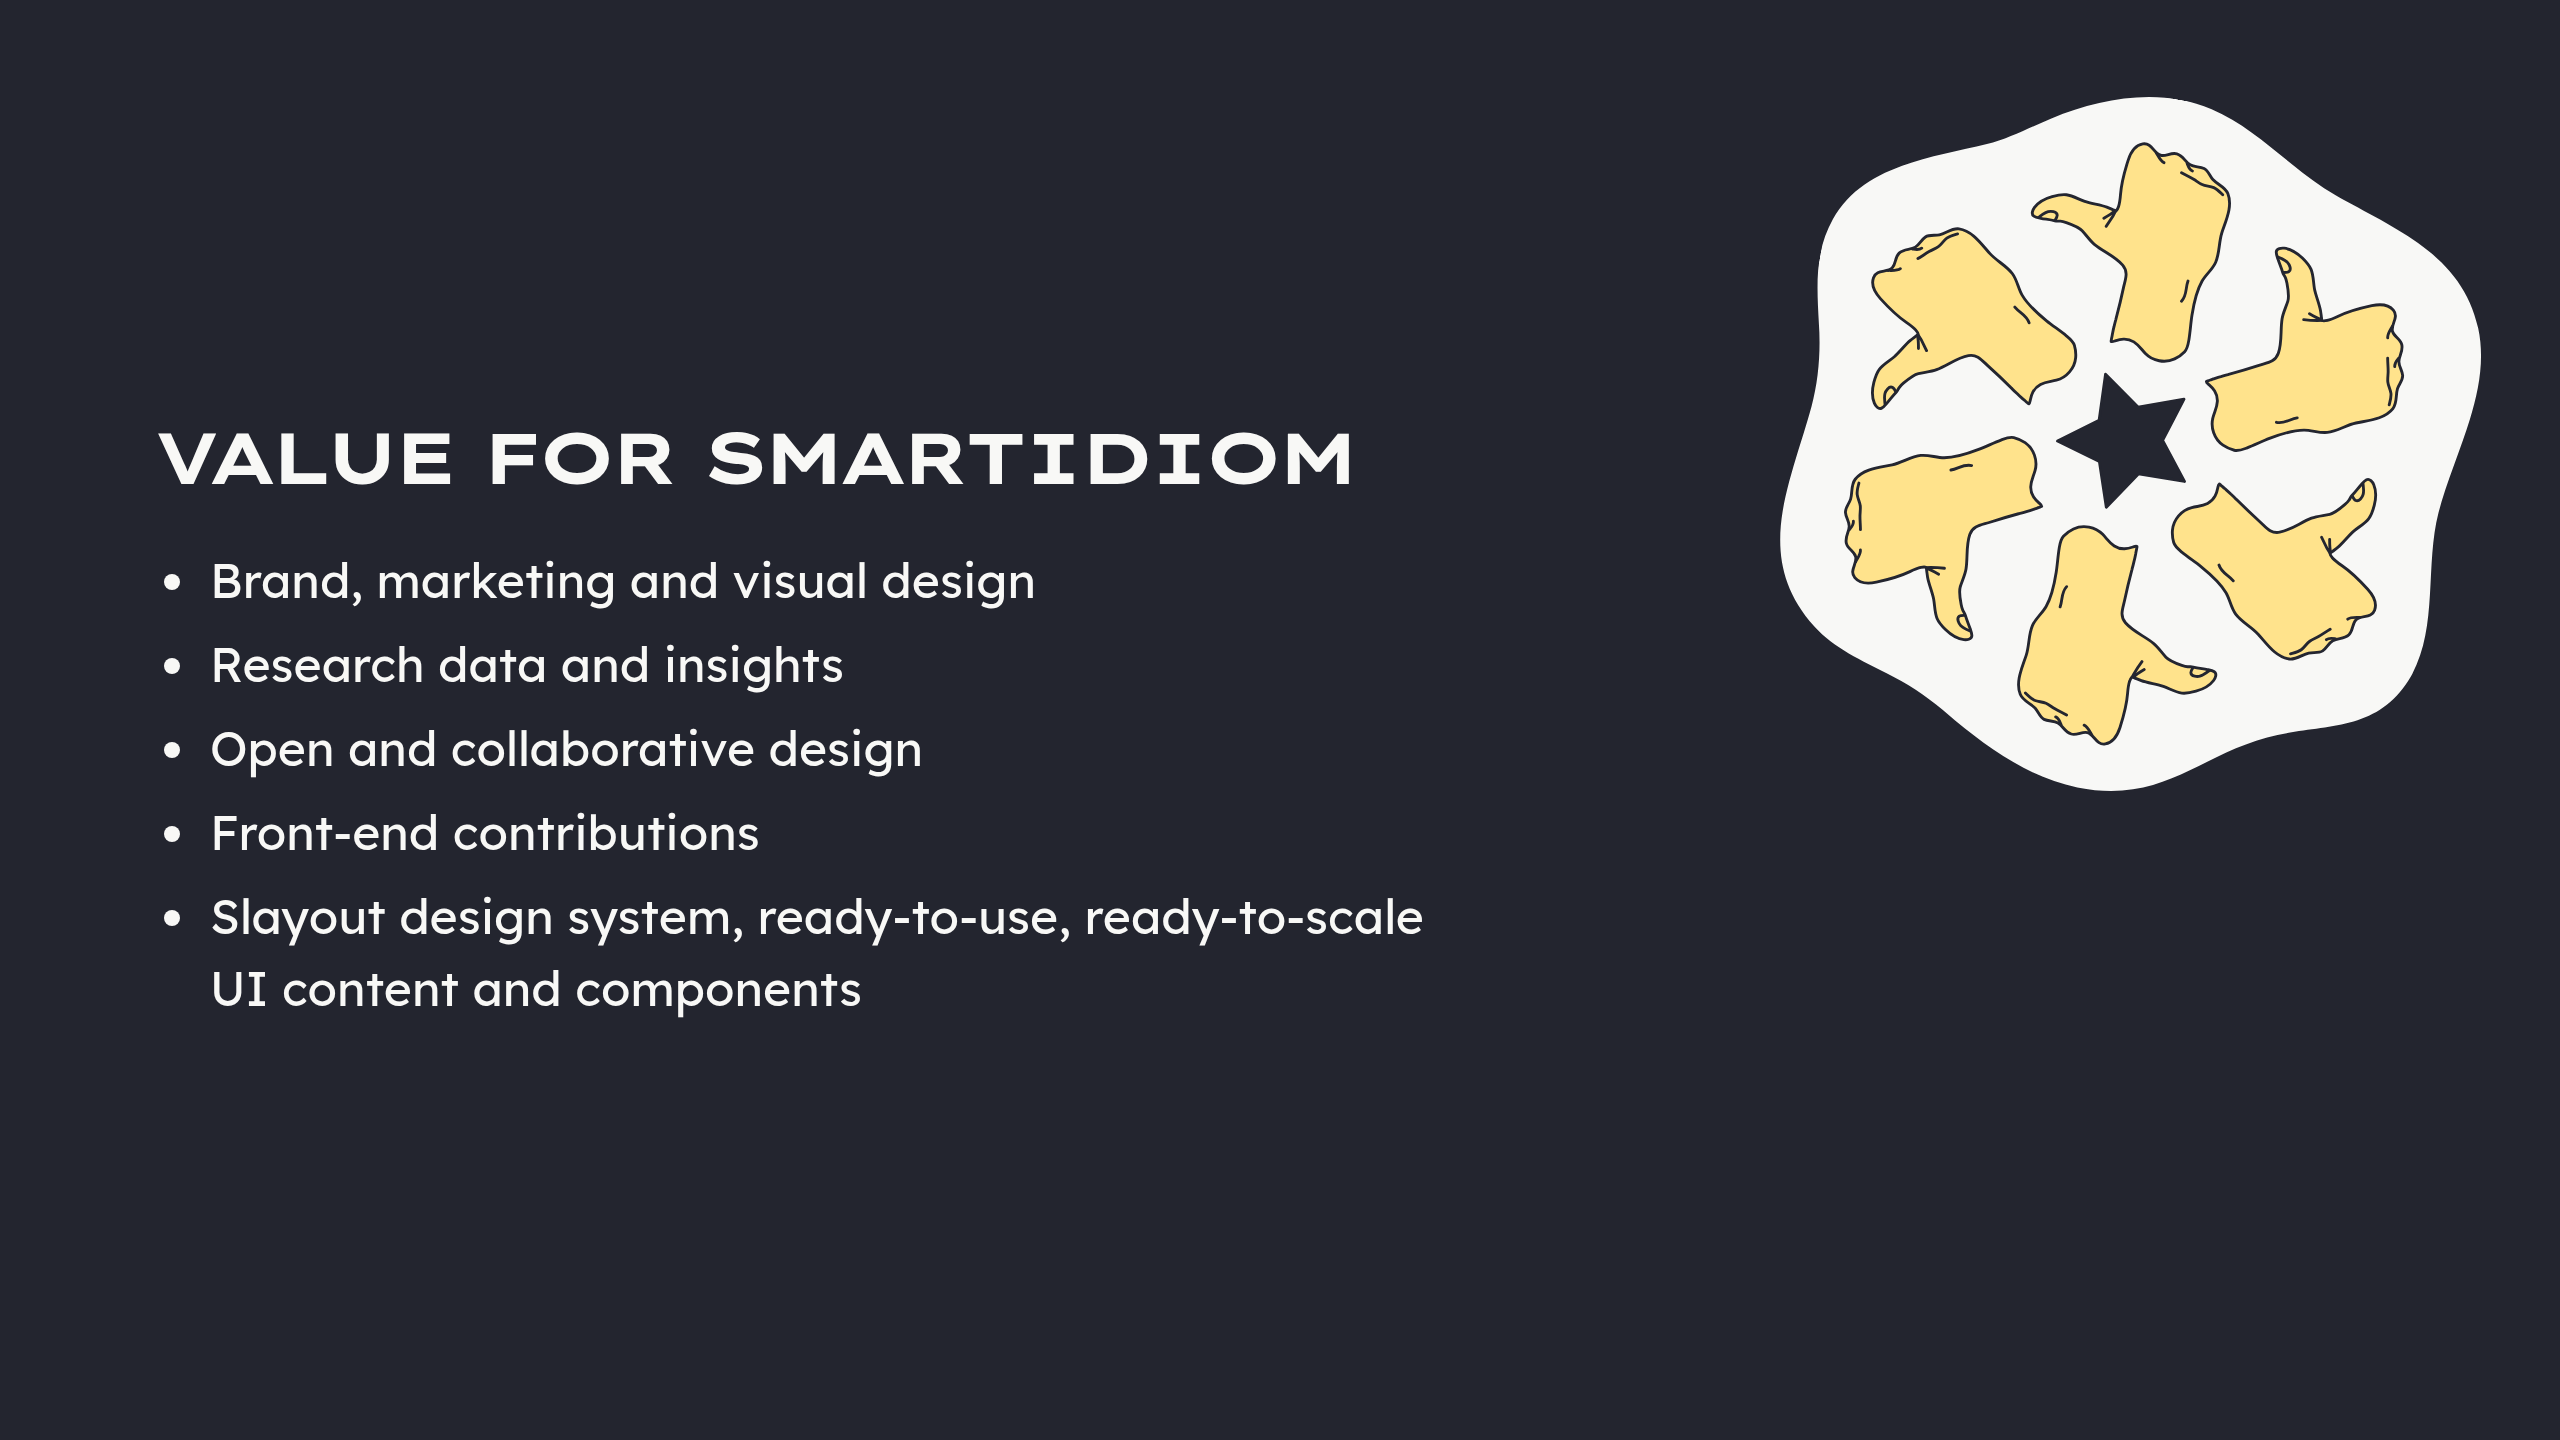 VALUE FOR SMARTIDIOM
• Brand, marketing and visual design
• Research data and insights
• Open and collaborative design
• Front-end contributions
• Slayout design system, ready-to-use, ready-to-scale
UI content and components